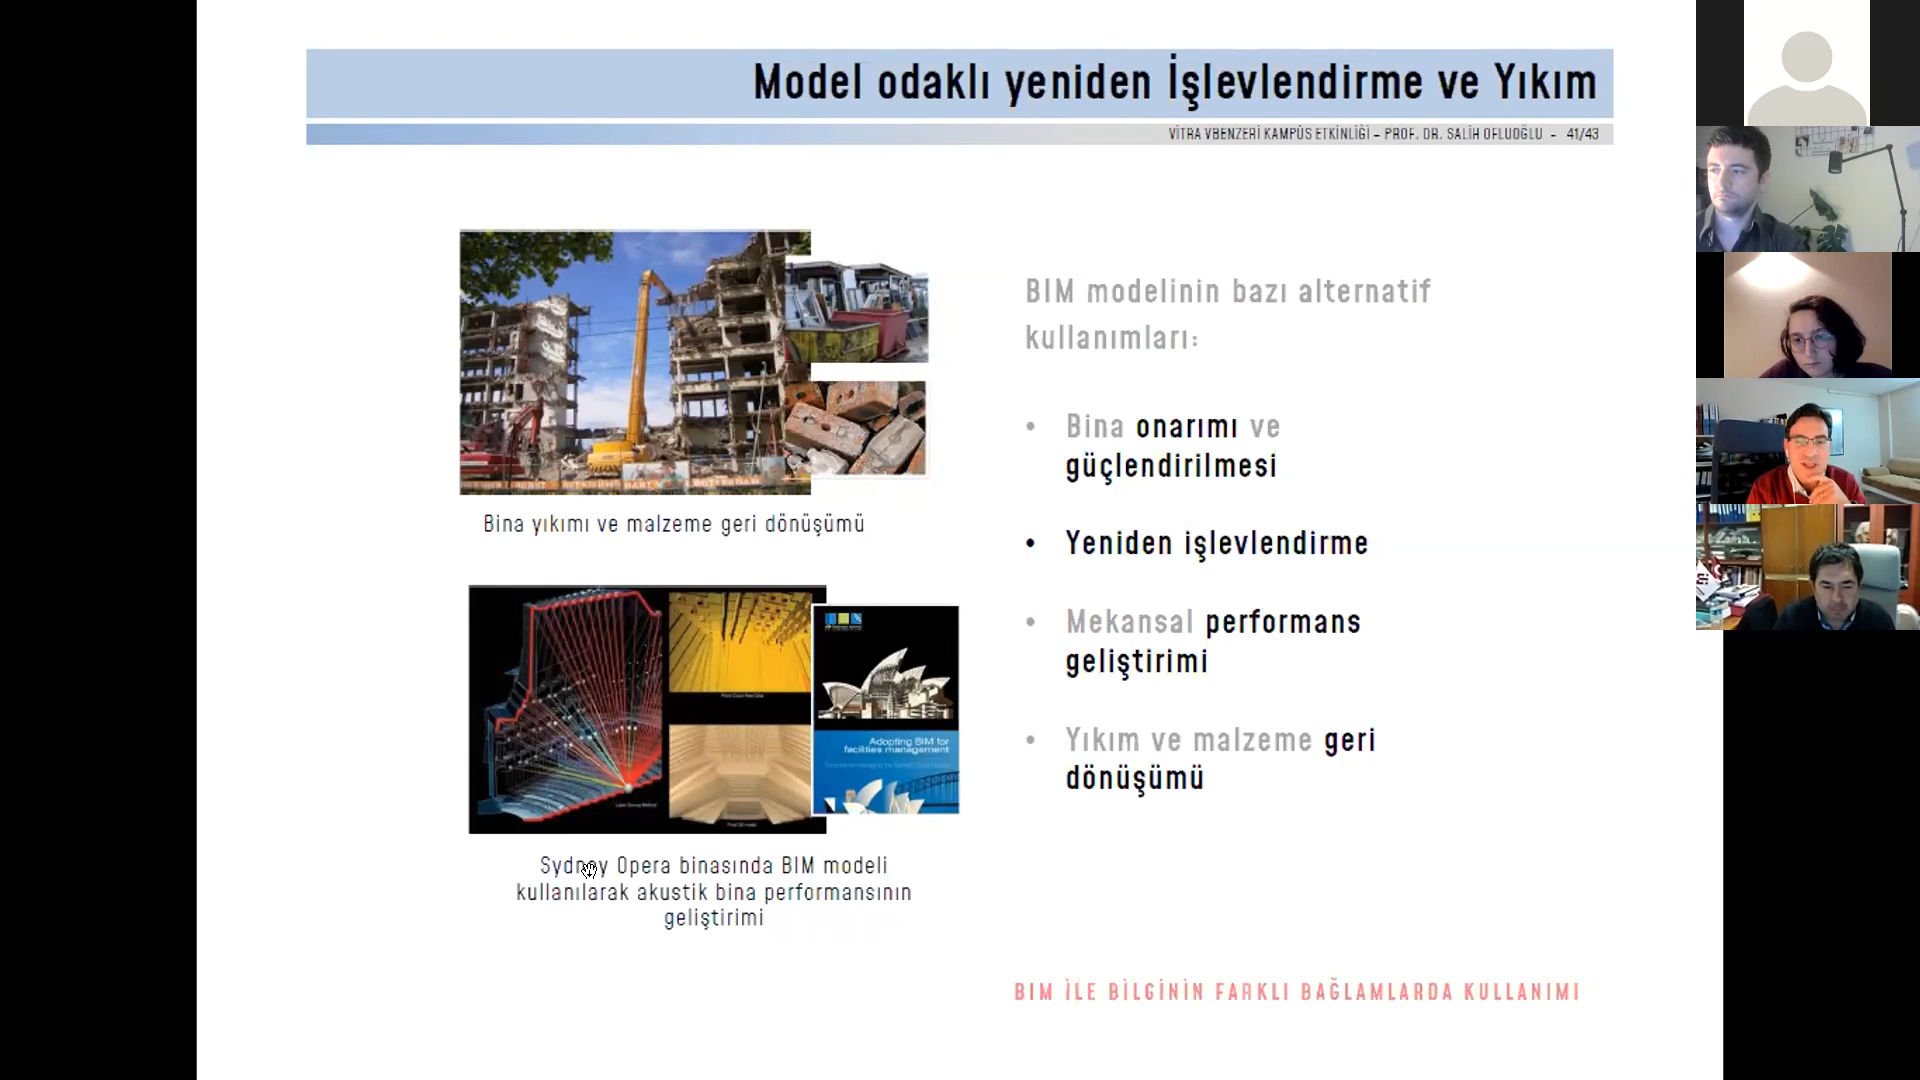 Model odaklı yeniden İşlevlendirme ve Yıkım
VİTRA VBENZERİ KAMPÜS ETKİNLİĞİ – PROF. DR. SALİH OFLUOĞLU - 41/43
BIM modelinin bazı alternatif
kullanımları:
• Bina onarımı ve
güçlendirilmesi
• Yeniden işlevlendirme
• Mekansal performans
geliştirimi
• Yıkım ve malzeme geri
dönüşümü
Bina yıkımı ve malzeme geri dönüşümü
Adopting BIM for
facilities management
Sydney Opera binasında BIM modeli
kullanılarak akustik bina performansının
geliştirimi
BIM İLE BİLGİNİN FARKLI BAĞLAMLARDA KULLANIMI